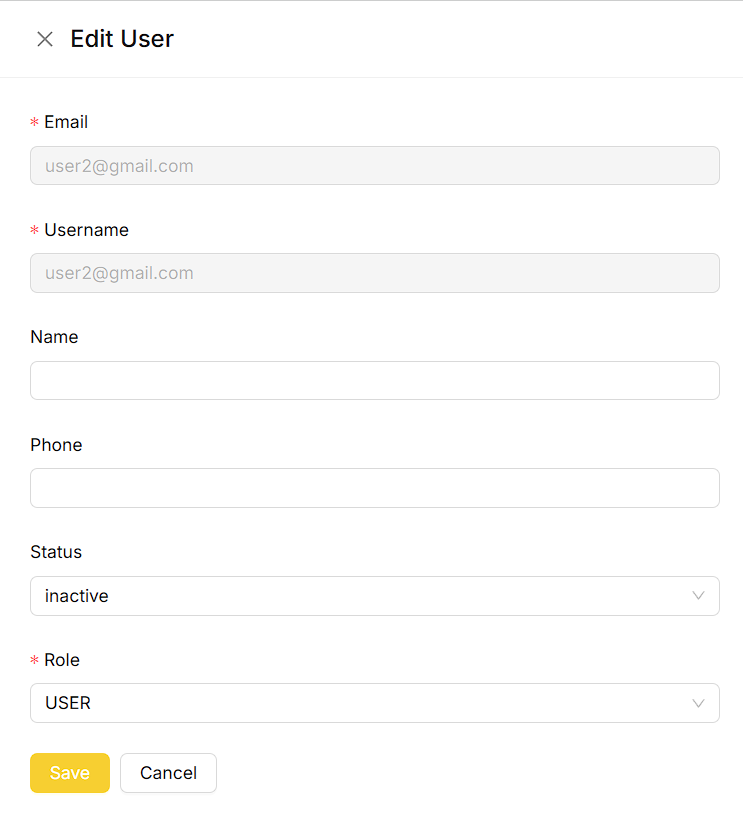 Edit User
* Email
user2@gmail.com
* Username
user2@gmail.com
Name
Phone
Status
inactive
* Role
USER
Save Cancel